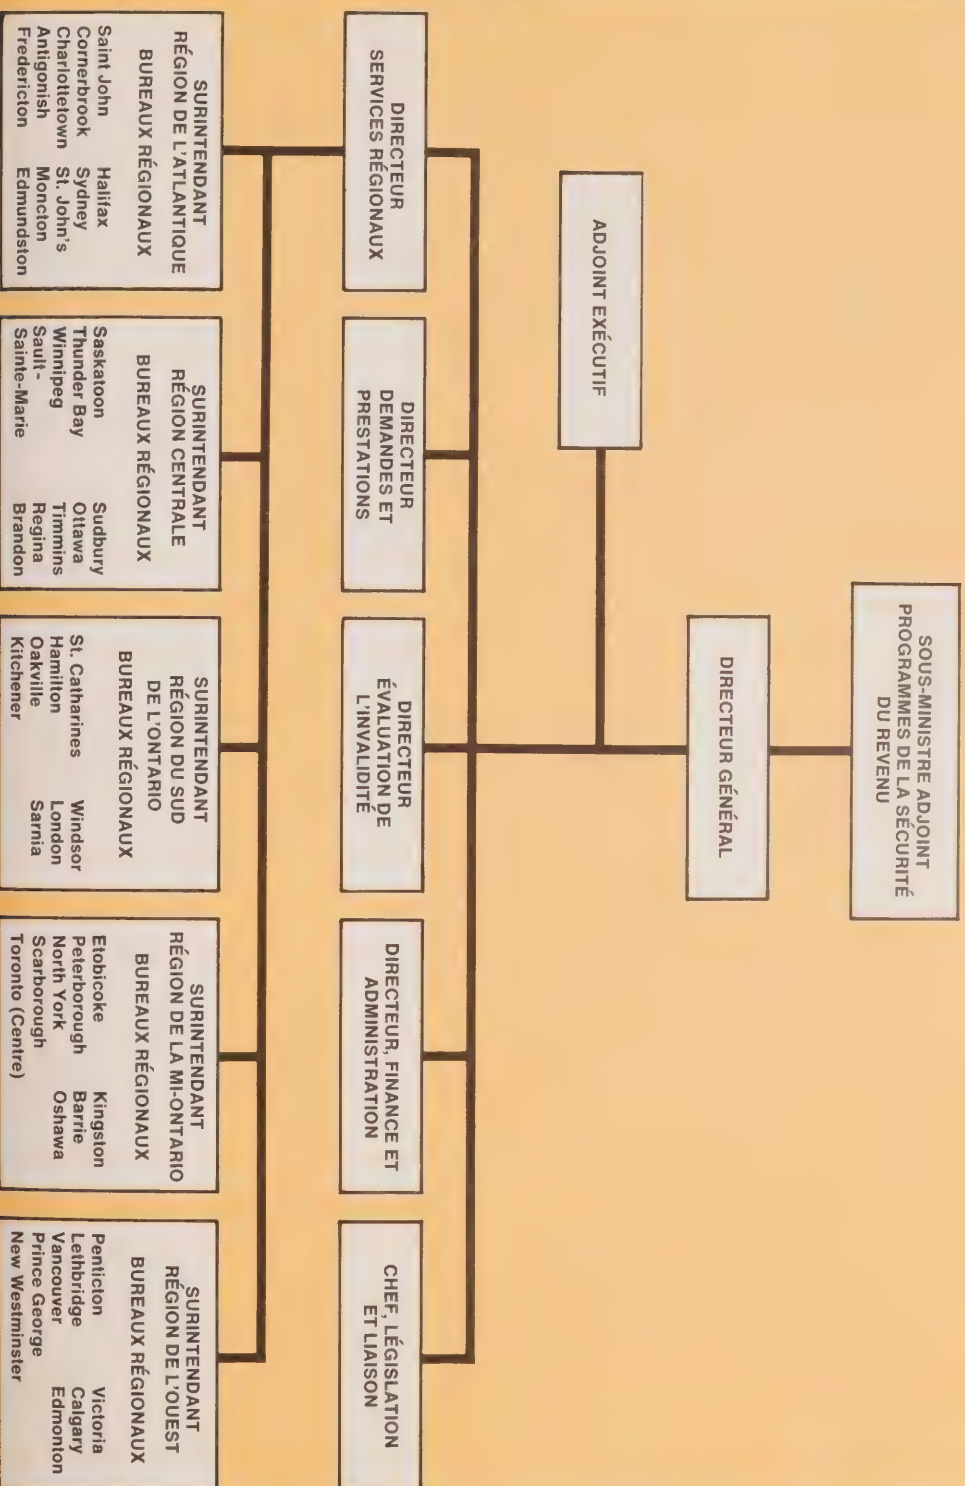 SOUS-MINISTRE ADJOINT
PROGRAMMES DE LA SÉCURITÉ
DU REVENU
DIRECTEUR GÉNÉRAL
ADJOINT EXÉCUTIF
DIRECTEUR
SERVICES RÉGIONAUX
DIRECTEUR
DEMANDES ET
PRESTATIONS
DIRECTEUR
ÉVALUATION DE
L'INVALIDITÉ
DIRECTEUR, FINANCE ET
ADMINISTRATION
CHEF, LÉGISLATION
ET LIAISON
SURINTENDANT
RÉGION DE L'ATLANTIQUE
BUREAUX RÉGIONAUX
Saint John Halifax
Cornerbrook Sydney
Charlottetown St. John's
Antigonish Moncton
Fredericton Edmundston
SURINTENDANT
RÉGION CENTRALE
BUREAUX RÉGIONAUX
Saskatoon Sudbury
Thunder Bay Ottawa
Winnipeg Timmins
Sault- Regina
Sainte-Marie Brandon
SURINTENDANT
RÉGION DU SUD
DE L'ONTARIO
BUREAUX RÉGIONAUX
St. Catharines Windsor
Hamilton London
Oakville Sarnia
Kitchener
SURINTENDANT
RÉGION DE LA MI-ONTARIO
BUREAUX RÉGIONAUX
Etobicoke Kingston
Peterborough Barrie
North York Oshawa
Scarborough
Toronto (Centre)
SURINTENDANT
RÉGION DE L'OUEST
BUREAUX RÉGIONAUX
Penticton Victoria
Lethbridge Calgary
Vancouver Edmonton
Prince George
New Westminster